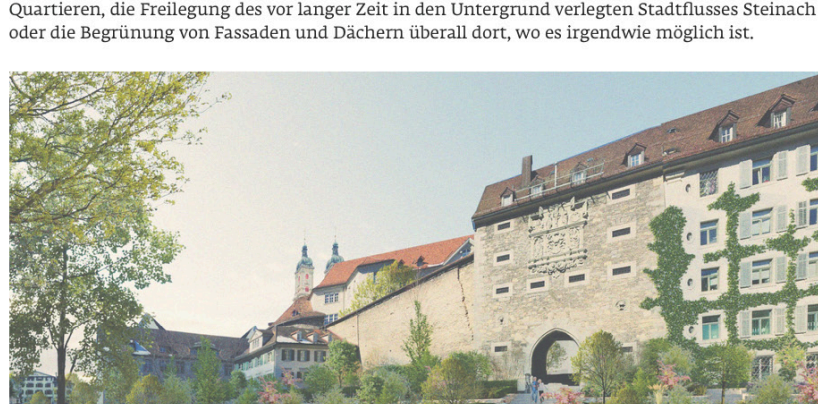 Quartieren, die Freilegung des vor langer Zeit in den Untergrund verlegten Stadtflusses Steinach
oder die Begrünung von Fassaden und Dächern überall dort, wo es irgendwie möglich ist.